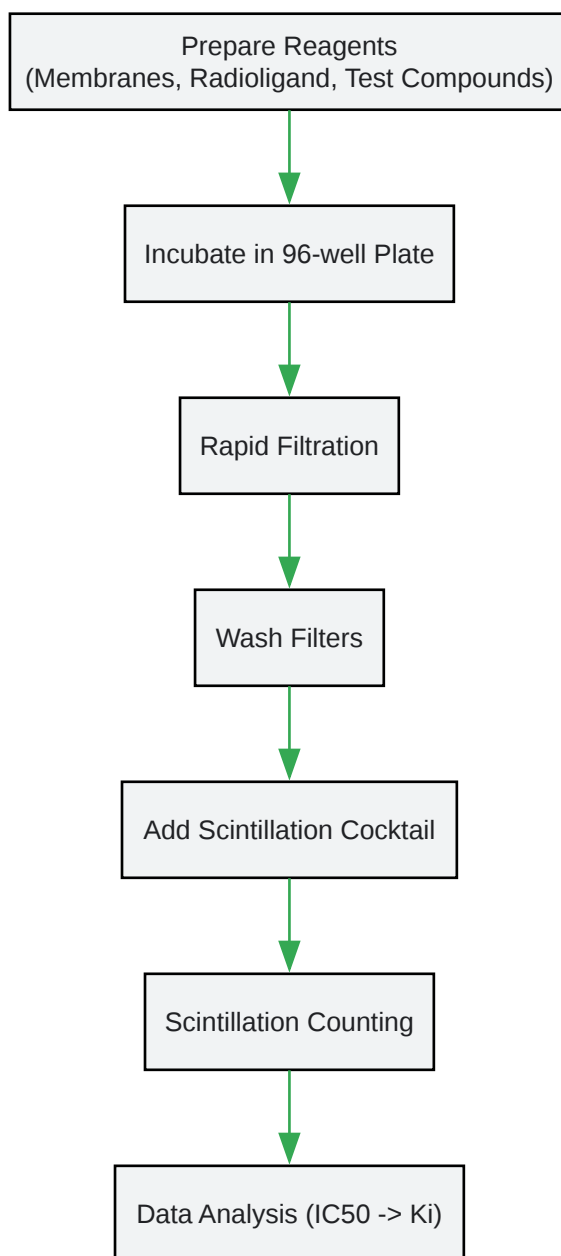 Prepare Reagents
(Membranes, Radioligand, Test Compounds)
Incubate in 96-well Plate
Rapid Filtration
Wash Filters
Add Scintillation Cocktail
Scintillation Counting
Data Analysis (IC50 -> Ki)